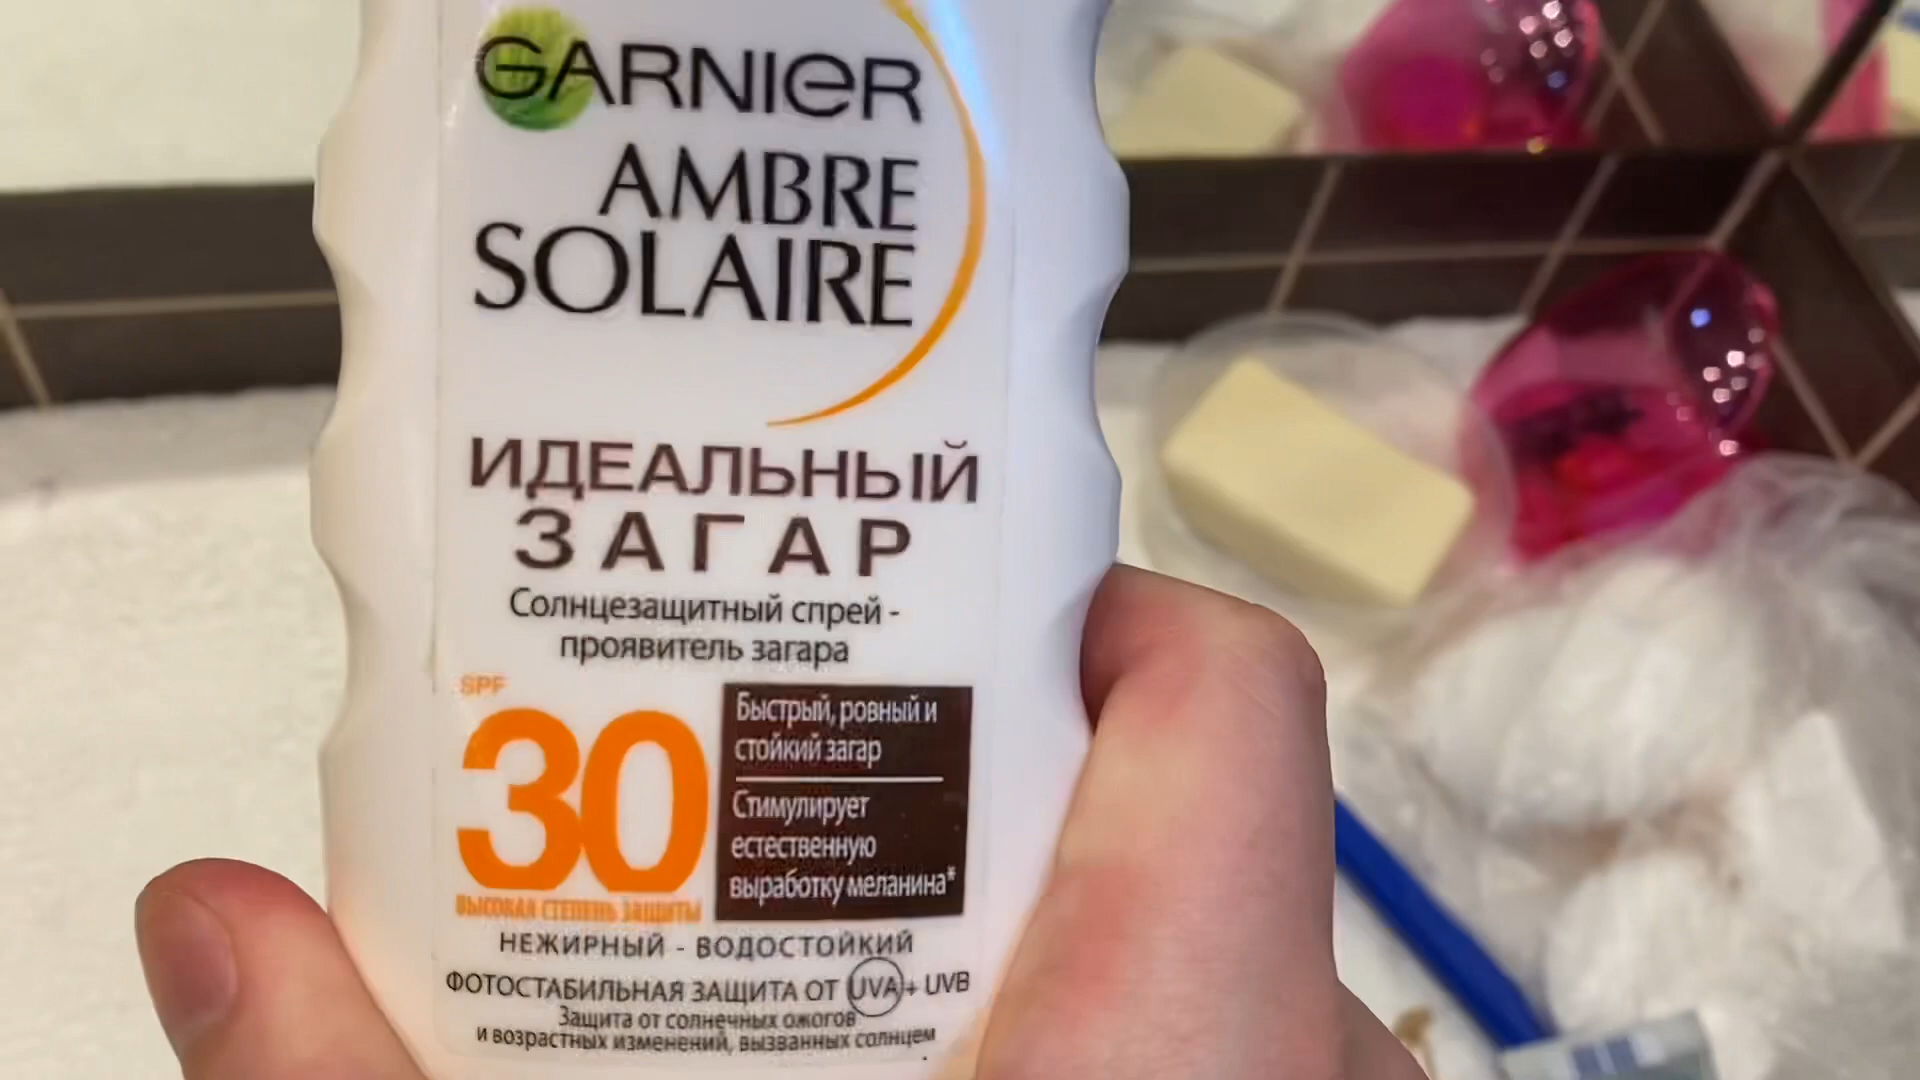 GARNIER
AMBRE
SOLAIRE
ИДЕАЛЬНЫЙ
ЗАГАР
Солнцезащитный спрей -
проявитель загара
SPF
30
ВЫСОКАЯ СТЕПЕНЬ ЗАЩИТЫ
Быстрый, ровный и
стойкий загар
Стимулирует
естественную
выработку меланина*
НЕЖИРНЫЙ - ВОДОСТОЙКИЙ
ФОТОСТАБИЛЬНАЯ ЗАЩИТА ОТ UVA + UVB
Защита от солнечных ожогов
и возрастных изменений, вызванных солнцем